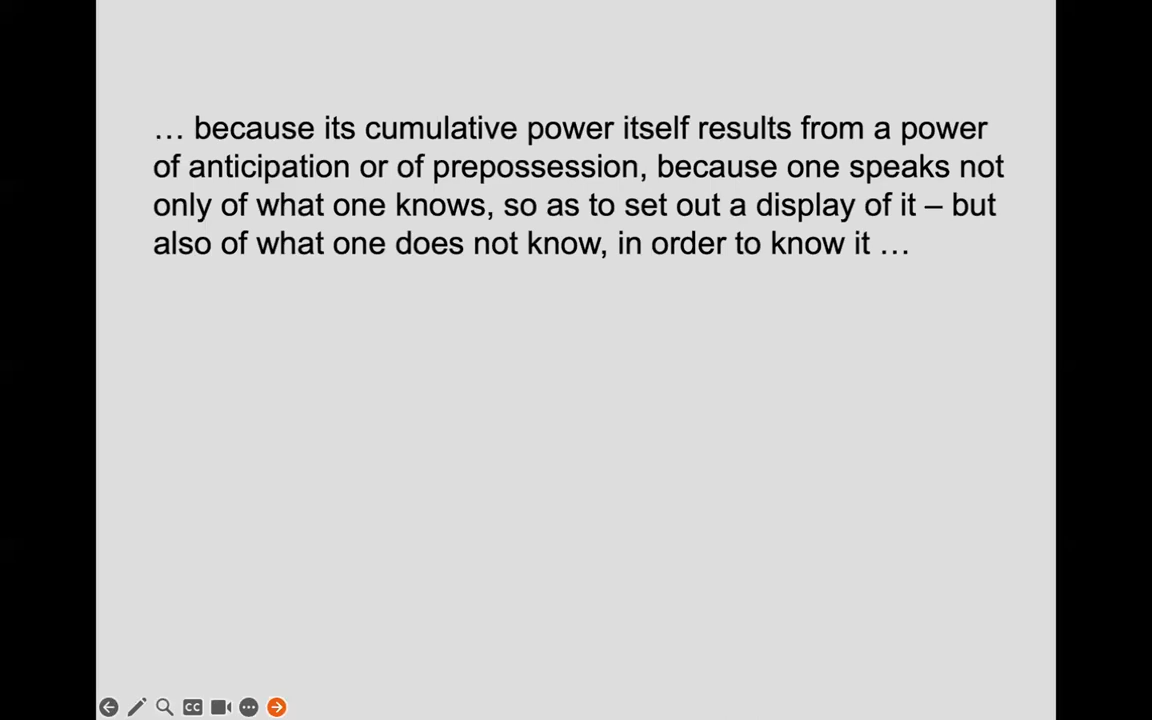 … because its cumulative power itself results from a power
of anticipation or of prepossession, because one speaks not
only of what one knows, so as to set out a display of it – but
also of what one does not know, in order to know it …
CC